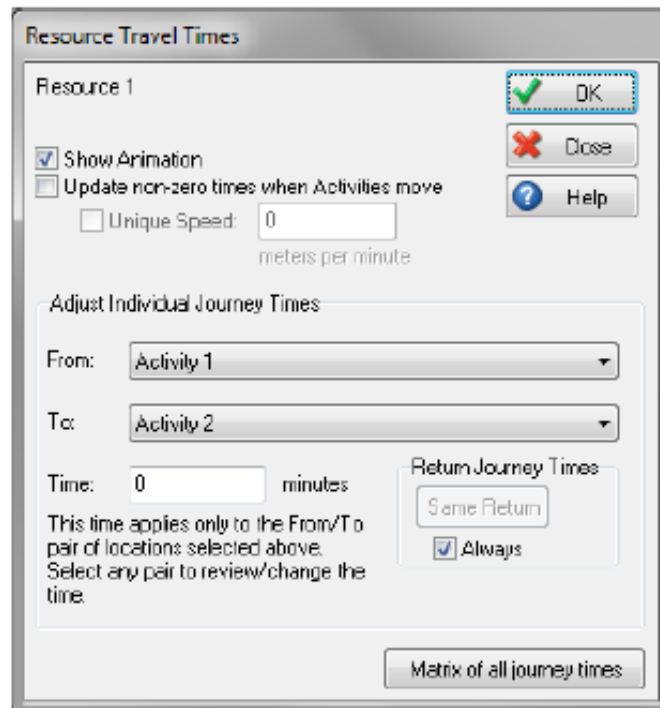 Resource Travel Times
Resource 1
OK
Show Animation
Close
Update non-zero times when Activities move
Help
Unique Speed: 0
meters per minute
Adjust Individual Journey Times
From: Activity 1
To: Activity 2
Time: 0 minutes
Return Journey Times
Same Return
Always
This time applies only to the From/To
pair of locations selected above.
Select any pair to review/change the
time.
Matrix of all journey times